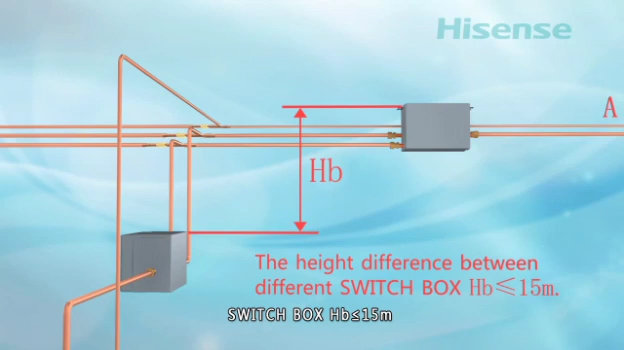 Hisense
A
Hb
The height difference between
different SWITCH BOX Hb≤15m.
SWITCH BOX Hb≤15m